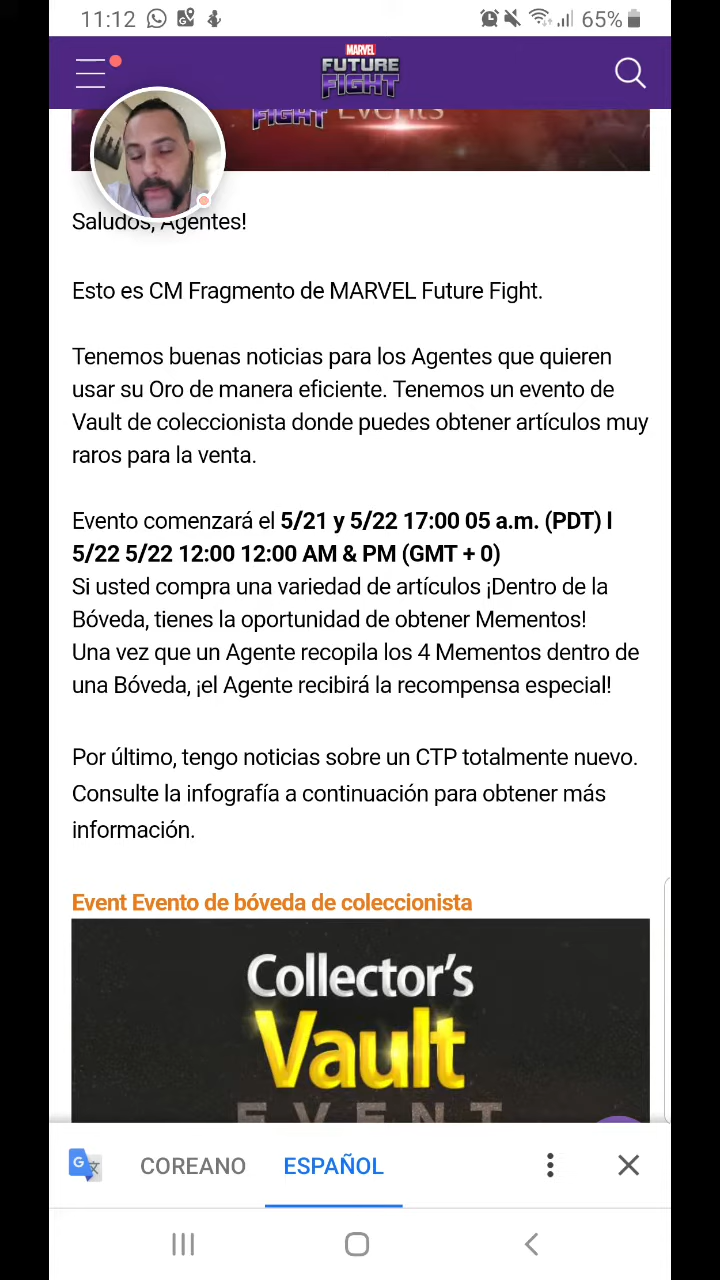 11:12
65%
MARVEL
FUTURE
FIGHT
FIGHT Events
Saludos, Agentes!
Esto es CM Fragmento de MARVEL Future Fight.
Tenemos buenas noticias para los Agentes que quieren
usar su Oro de manera eficiente. Tenemos un evento de
Vault de coleccionista donde puedes obtener artículos muy
raros para la venta.
Evento comenzará el 5/21 y 5/22 17:00 05 a.m. (PDT) l
5/22 5/22 12:00 12:00 AM & PM (GMT + 0)
Si usted compra una variedad de artículos ¡Dentro de la
Bóveda, tienes la oportunidad de obtener Mementos!
Una vez que un Agente recopila los 4 Mementos dentro de
una Bóveda, ¡el Agente recibirá la recompensa especial!
Por último, tengo noticias sobre un CTP totalmente nuevo.
Consulte la infografía a continuación para obtener más
información.
Event Evento de bóveda de coleccionista
Collector's
Vault
EVENT
G 文
COREANO
ESPAÑOL